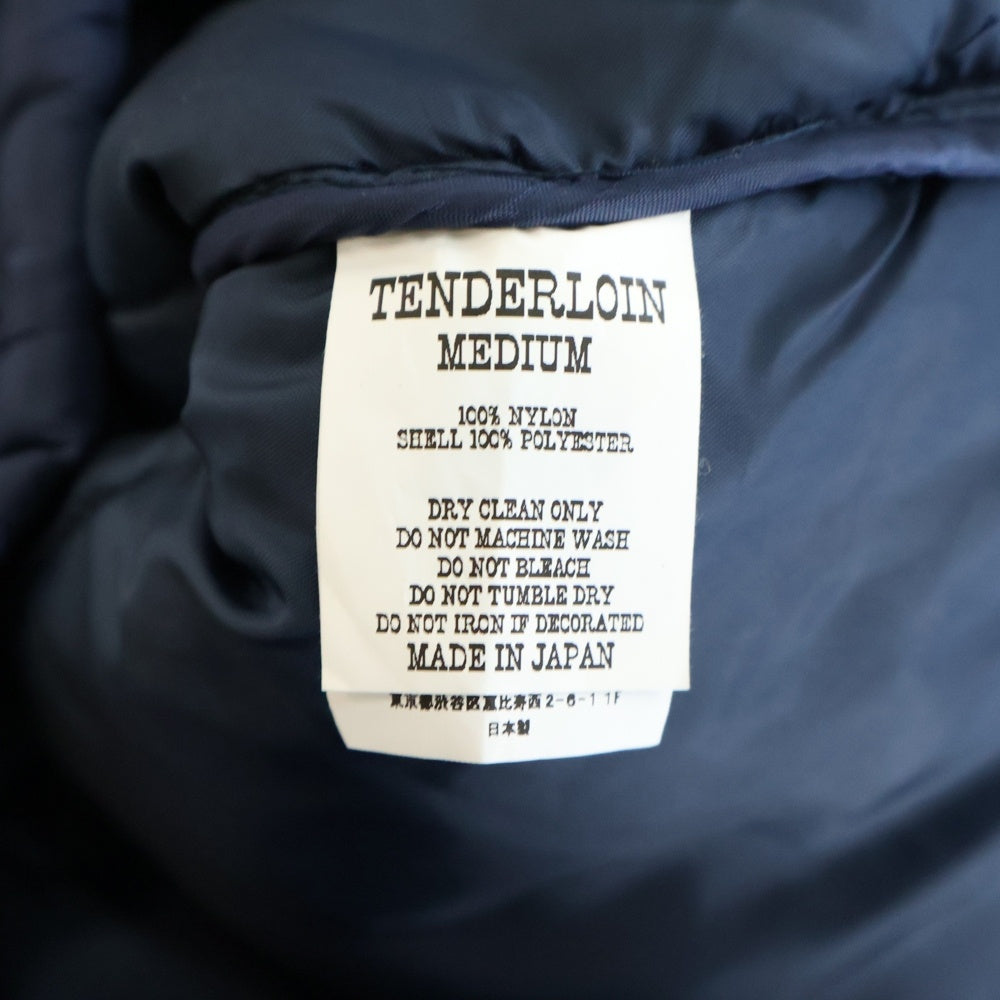 TENDERLOIN
MEDIUM
100% NYLON
SHELL 100% POLYESTER
DRY CLEAN ONLY
DO NOT MACHINE WASH
DO NOT BLEACH
DO NOT TUMBLE DRY
DO NOT IRON IF DECORATED
MADE IN JAPAN
東京都渋谷区恵比寿西2-6-1 1F
日本製